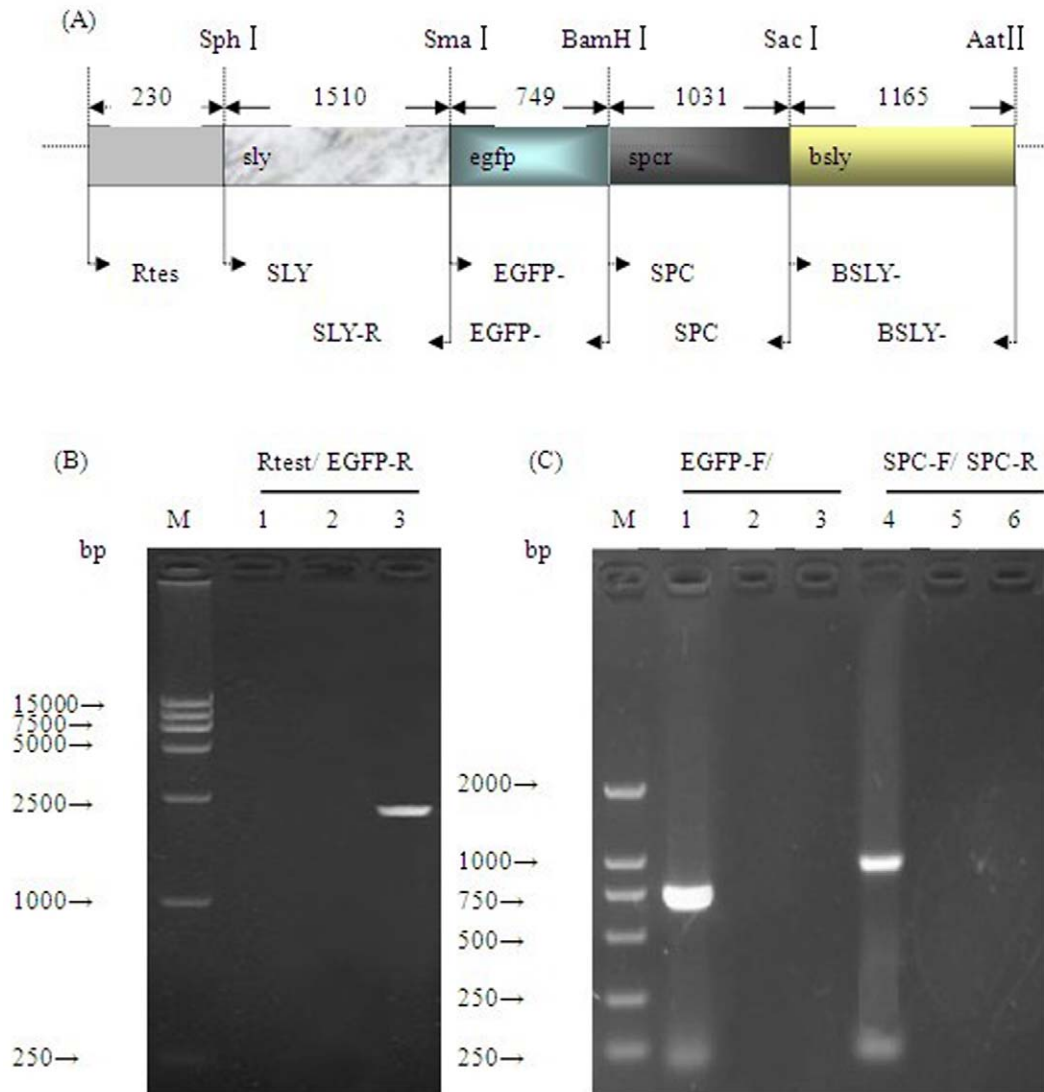 (A)
Sph Ⅰ Sma Ⅰ BamH Ⅰ Sac Ⅰ AatⅡ
230 1510 749 1031 1165
sly egfp spcr bsly
Rtes SLY EGFP- SPC BSLY-
SLY-R EGFP- SPC BSLY-
(B) Rtest/ EGFP-R
M 1 2 3
bp
15000→
7500→
5000→
2500→
1000→
250→
(C) EGFP-F/ SPC-F/ SPC-R
M 1 2 3 4 5 6
bp
2000→
1000→
750→
500→
250→
250→